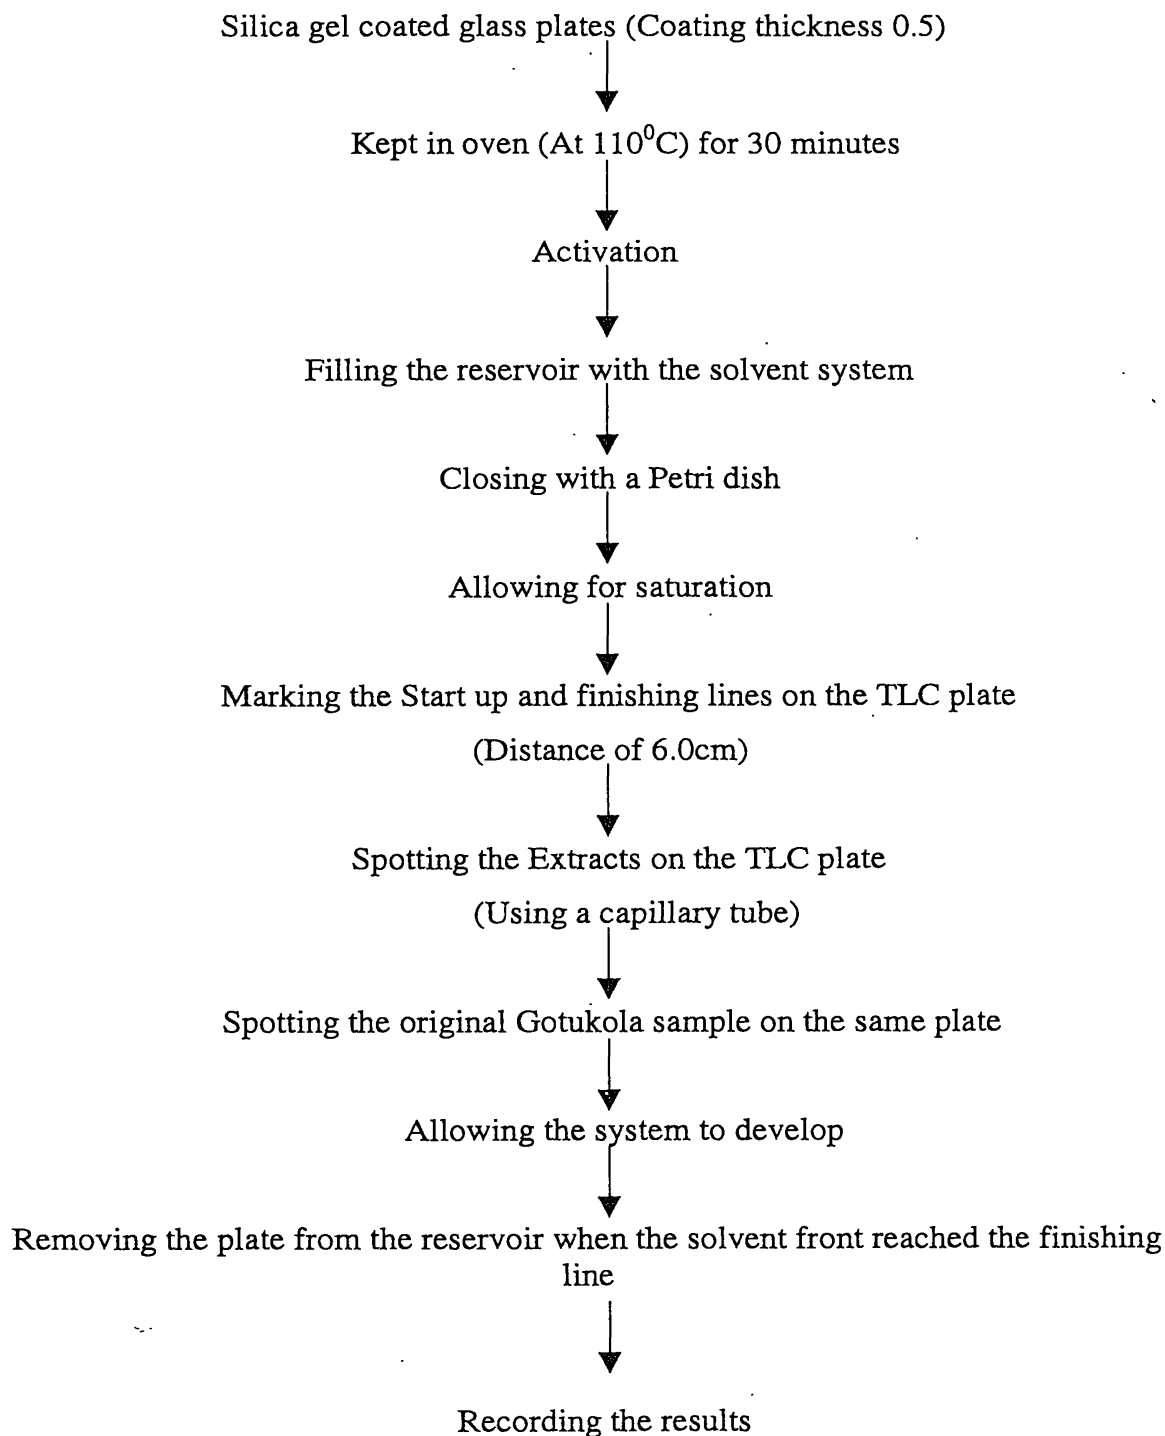 Silica gel coated glass plates (Coating thickness 0.5)
Kept in oven (At 110⁰C) for 30 minutes
Activation
Filling the reservoir with the solvent system
Closing with a Petri dish
Allowing for saturation
Marking the Start up and finishing lines on the TLC plate
(Distance of 6.0cm)
Spotting the Extracts on the TLC plate
(Using a capillary tube)
Spotting the original Gotukola sample on the same plate
Allowing the system to develop
Removing the plate from the reservoir when the solvent front reached the finishing
line
Recording the results